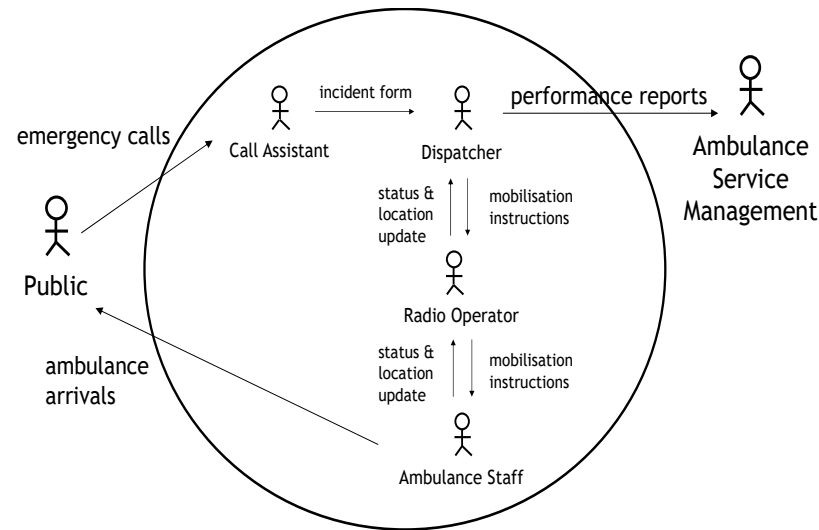 incident form
performance reports
emergency calls
Call Assistant
Dispatcher
Ambulance
Service
Management
status &
location
update
mobilisation
instructions
Public
Radio Operator
ambulance
arrivals
status &
location
update
mobilisation
instructions
Ambulance Staff